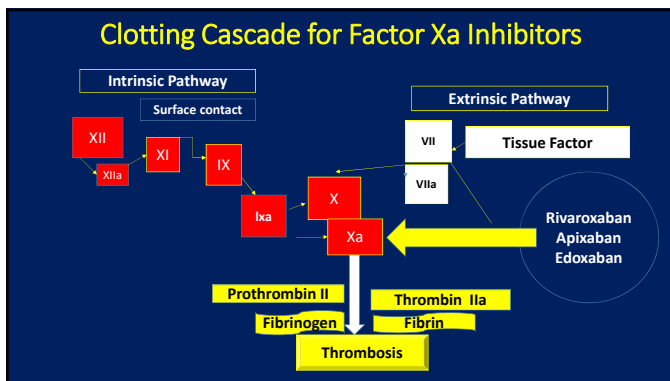 Clotting Cascade for Factor Xa Inhibitors
Intrinsic Pathway
Surface contact
Extrinsic Pathway
XII
XIIa
XI
IX
Ixa
X
Xa
VII
VIIa
Tissue Factor
Rivaroxaban
Apixaban
Edoxaban
Prothrombin II
Thrombin IIa
Fibrinogen
Fibrin
Thrombosis